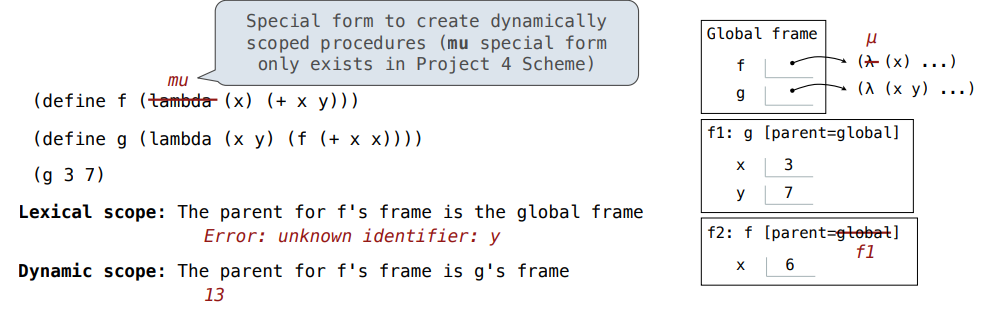 Special form to create dynamically
scoped procedures (mu special form
only exists in Project 4 Scheme)
mu
(define f (lambda (x) (+ x y)))
(define g (lambda (x y) (f (+ x x))))
(g 3 7)
Lexical scope: The parent for f's frame is the global frame
Error: unknown identifier: y
Dynamic scope: The parent for f's frame is g's frame
13
Global frame
μ
f (λ (x) ...)
g (λ (x y) ...)
f1: g [parent=global]
x 3
y 7
f2: f [parent=global]
f1
x 6